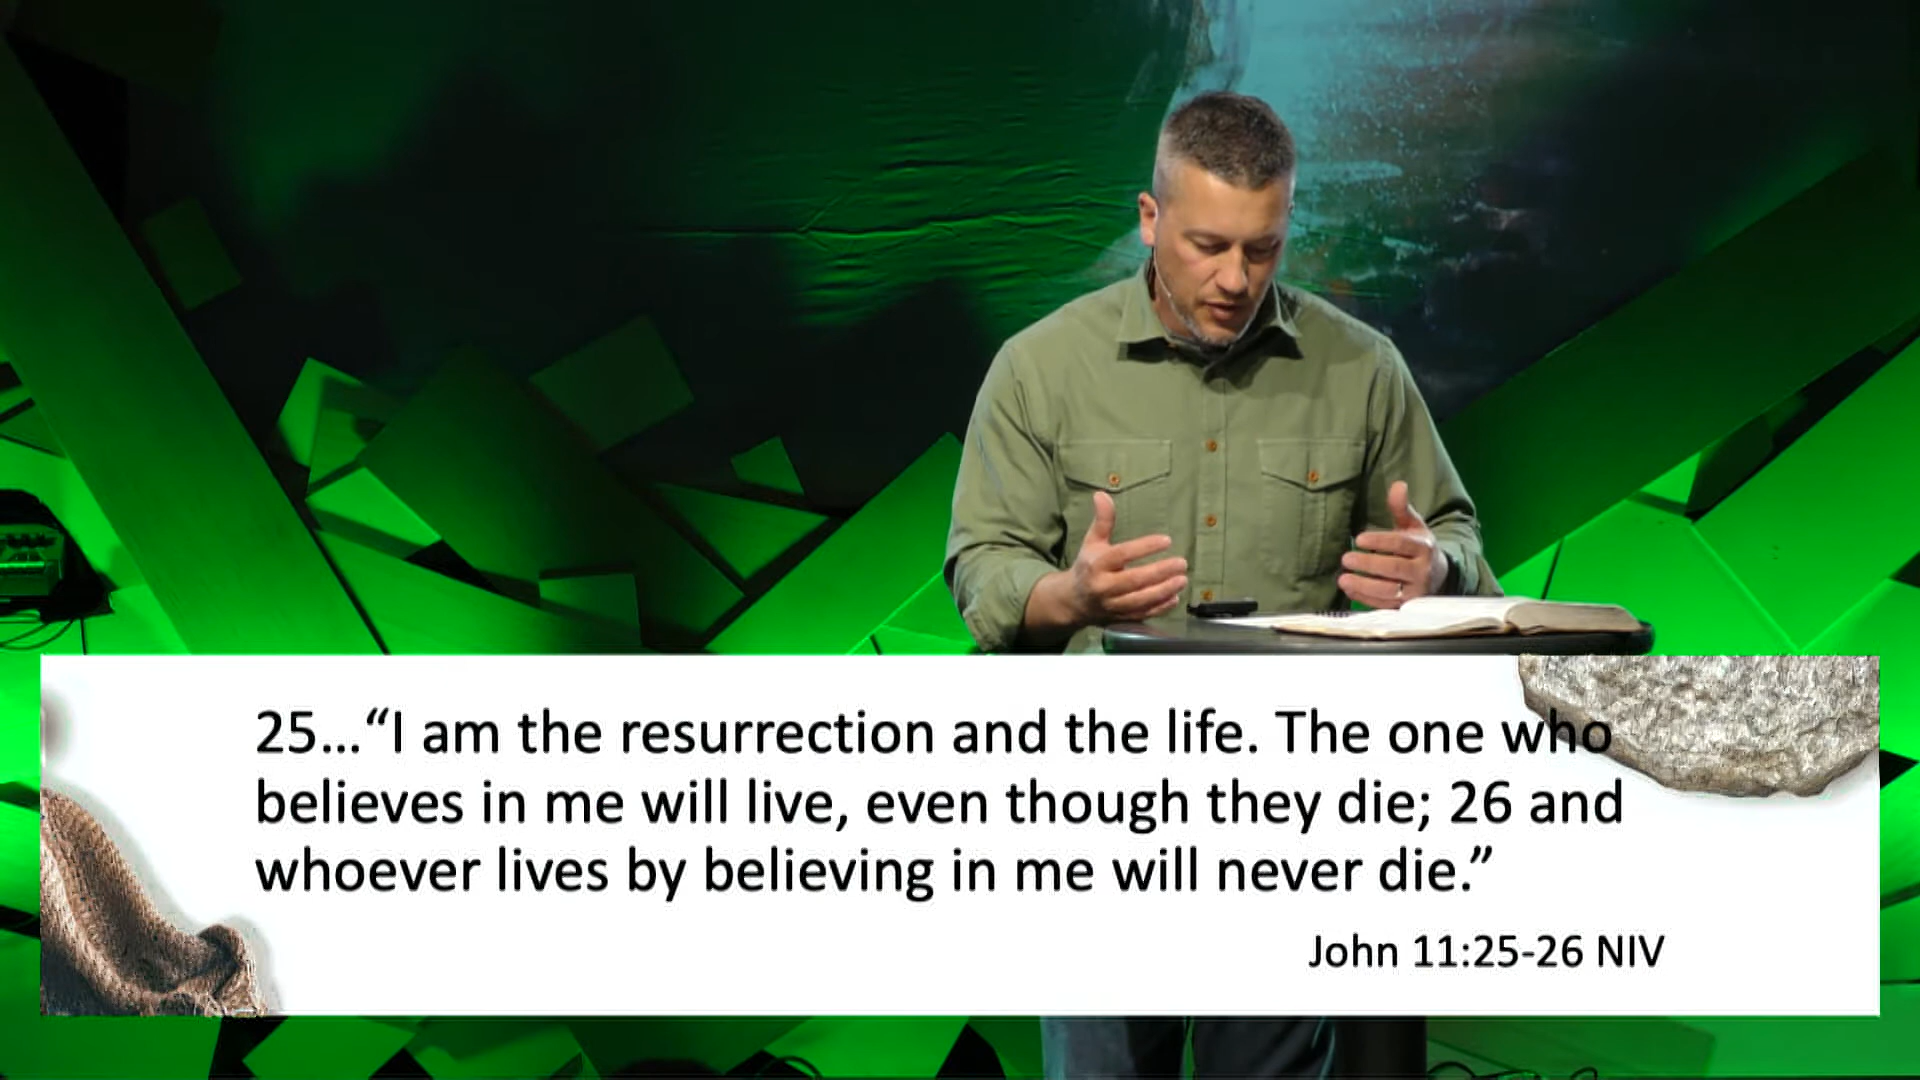 25...“I am the resurrection and the life. The one who
believes in me will live, even though they die; 26 and
whoever lives by believing in me will never die.”
John 11:25-26 NIV